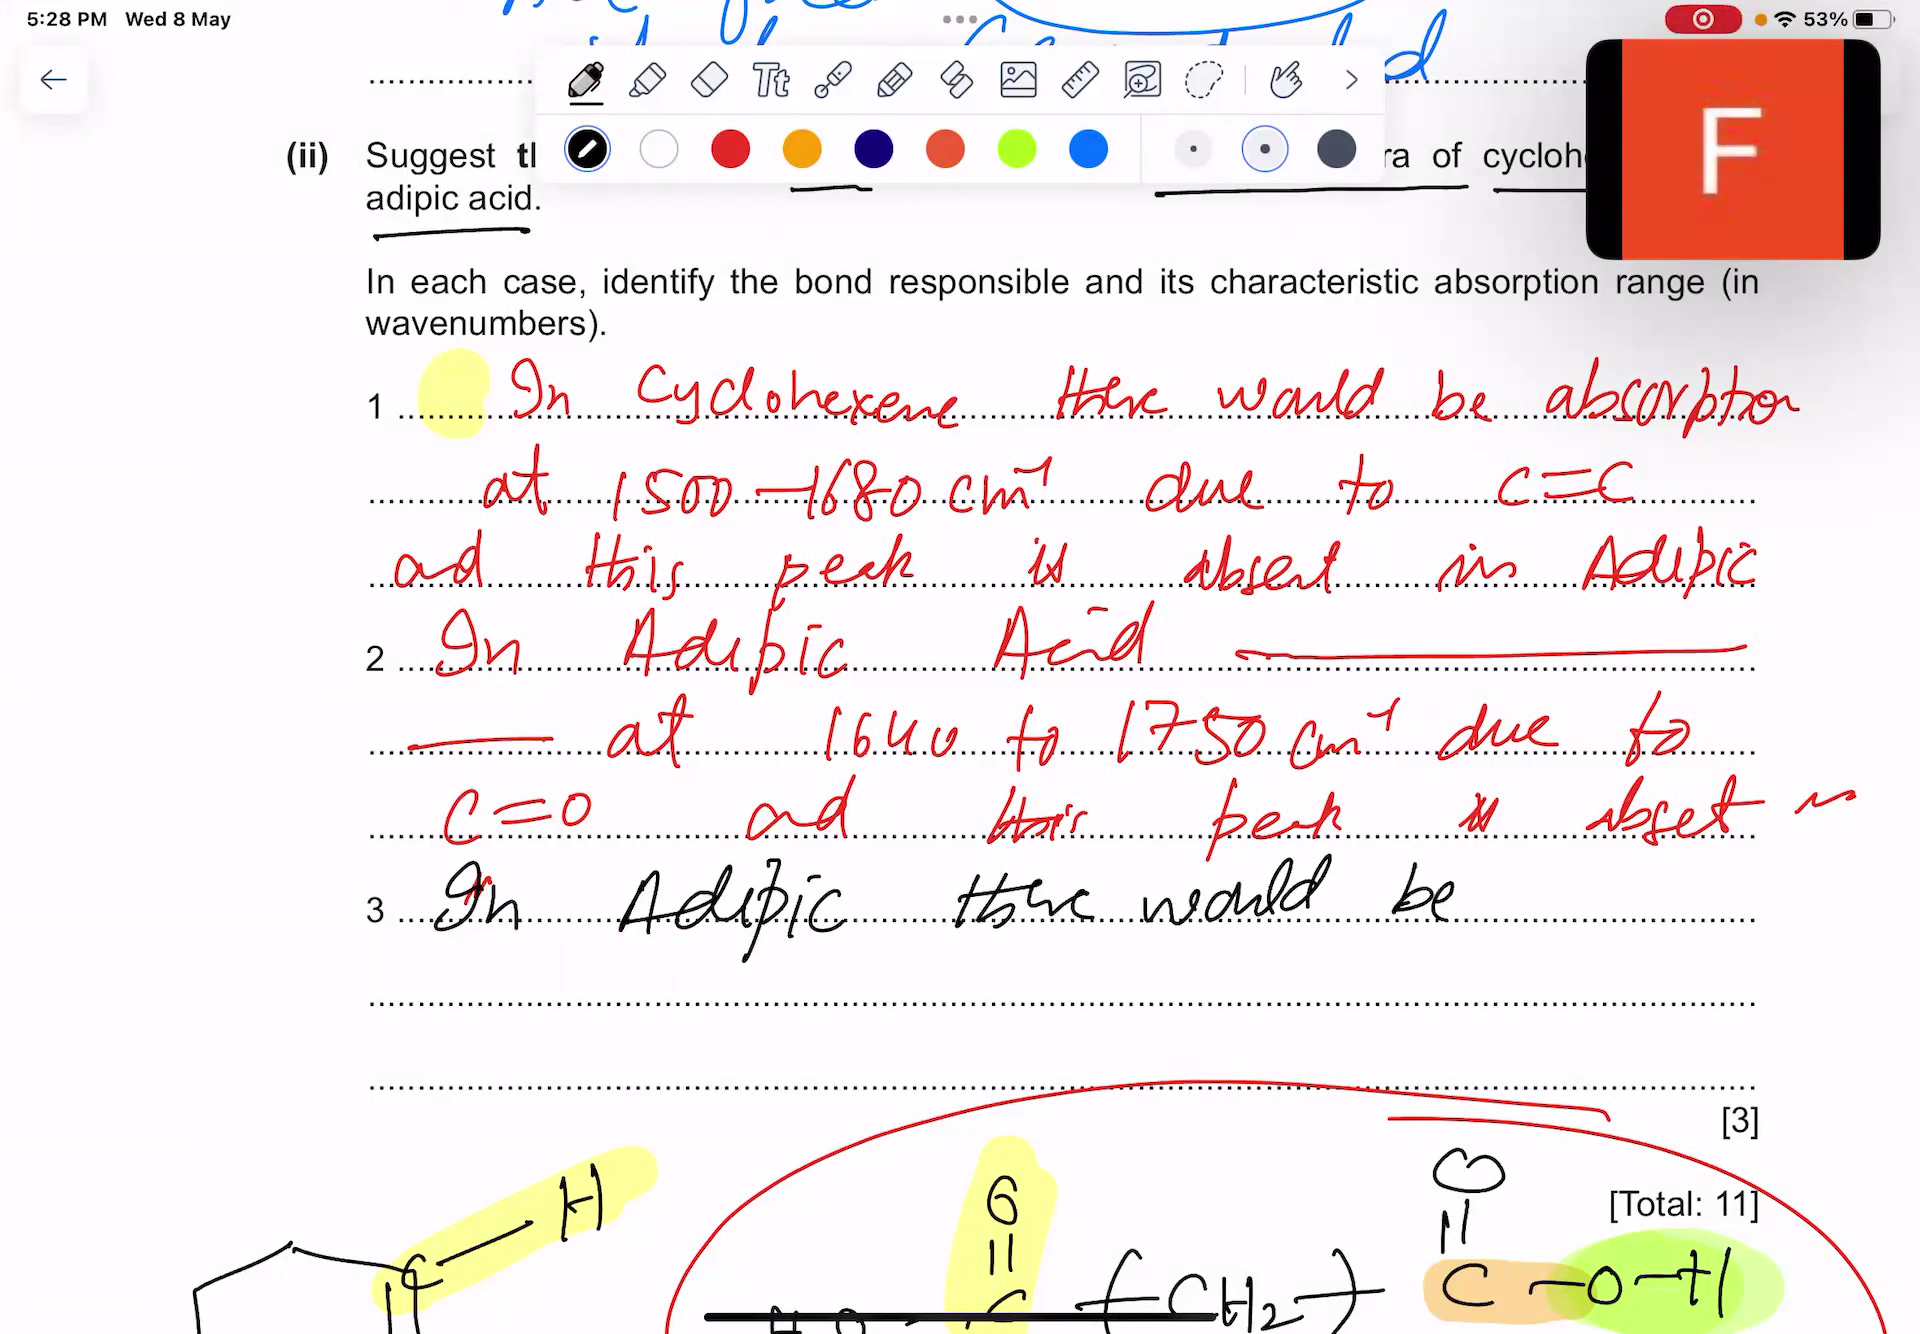 5:28 PM Wed 8 May
53%
Tt
F
(ii) Suggest ra of cycloh
adipic acid.
In each case, identify the bond responsible and its characteristic absorption range (in
wavenumbers).
1 In Cyclohexene there would be absorption
at 1500-1680 cm⁻¹ due to C=C
and this peak is absent in Adipic
2 In Adipic Acid
at 1640 to 1750 cm⁻¹ due to
C=O and this peak is abset in
3 In Adipic there would be
[3]
[Total: 11]
C-H
O
C (CH2)
O
C-O-H